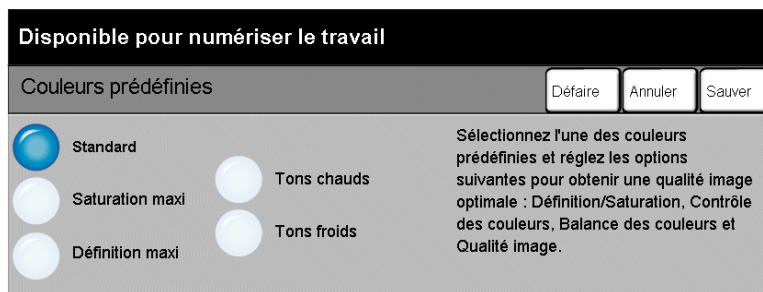 Disponible pour numériser le travail
Couleurs prédéfinies
Défaire
Annuler
Sauver
Standard
Saturation maxi
Définition maxi
Tons chauds
Tons froids
Sélectionnez l'une des couleurs
prédéfinies et réglez les options
suivantes pour obtenir une qualité image
optimale : Définition/Saturation, Contrôle
des couleurs, Balance des couleurs et
Qualité image.